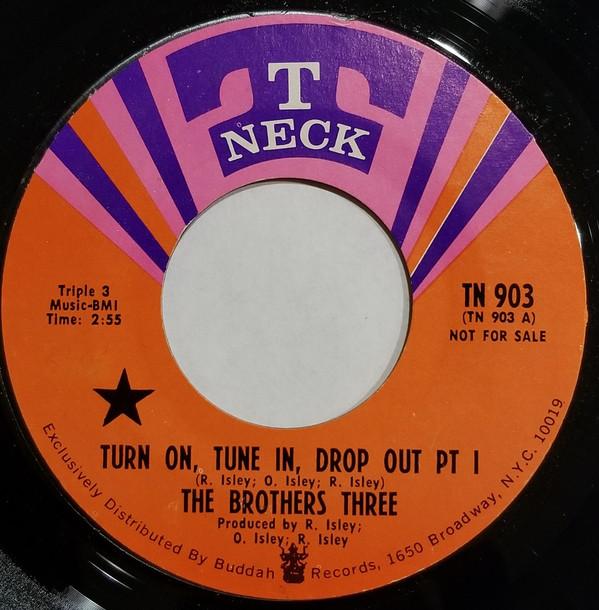 T
NECK
Triple 3
Music-BMI
Time: 2:55
TN 903
(TN 903 A)
NOT FOR SALE
TURN ON, TUNE IN, DROP OUT PT I
(R. Isley; O. Isley; R. Isley)
THE BROTHERS THREE
Produced by R. Isley;
O. Isley; R. Isley
Exclusively Distributed By Buddah Records, 1650 Broadway, N.Y.C. 10019